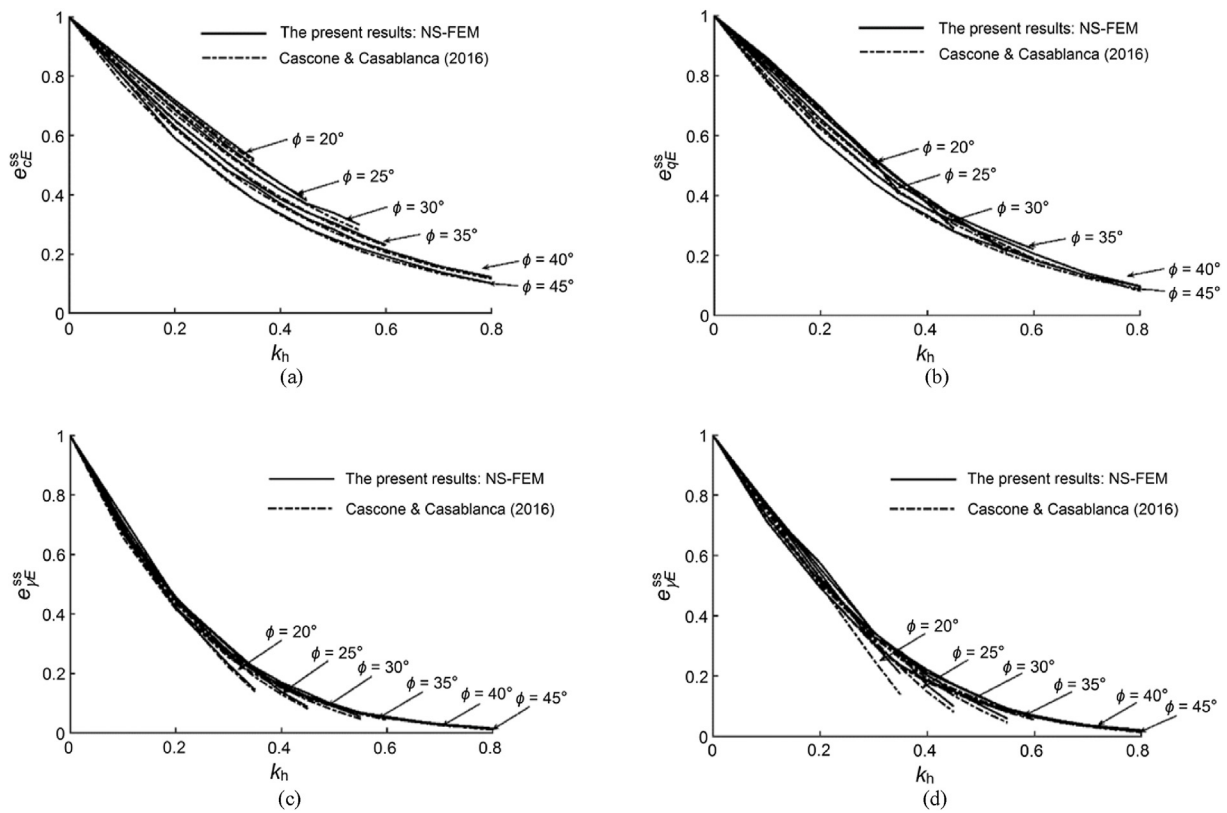 1
0.8
0.6
0.4
0.2
0
0
0.2
0.4
0.6
0.8
e^ss_cE
k_h
The present results: NS-FEM
Cascone & Casablanca (2016)
ϕ = 20°
ϕ = 25°
ϕ = 30°
ϕ = 35°
ϕ = 40°
ϕ = 45°
(a)
1
0.8
0.6
0.4
0.2
0
0
0.2
0.4
0.6
0.8
e^ss_qE
k_h
The present results: NS-FEM
Cascone & Casablanca (2016)
ϕ = 20°
ϕ = 25°
ϕ = 30°
ϕ = 35°
ϕ = 40°
ϕ = 45°
(b)
1
0.8
0.6
0.4
0.2
0
0
0.2
0.4
0.6
0.8
e^ss_γE
k_h
The present results: NS-FEM
Cascone & Casablanca (2016)
ϕ = 20°
ϕ = 25°
ϕ = 30°
ϕ = 35°
ϕ = 40°
ϕ = 45°
(c)
1
0.8
0.6
0.4
0.2
0
0
0.2
0.4
0.6
0.8
e^ss_γE
k_h
The present results: NS-FEM
Cascone & Casablanca (2016)
ϕ = 20°
ϕ = 25°
ϕ = 30°
ϕ = 35°
ϕ = 40°
ϕ = 45°
(d)